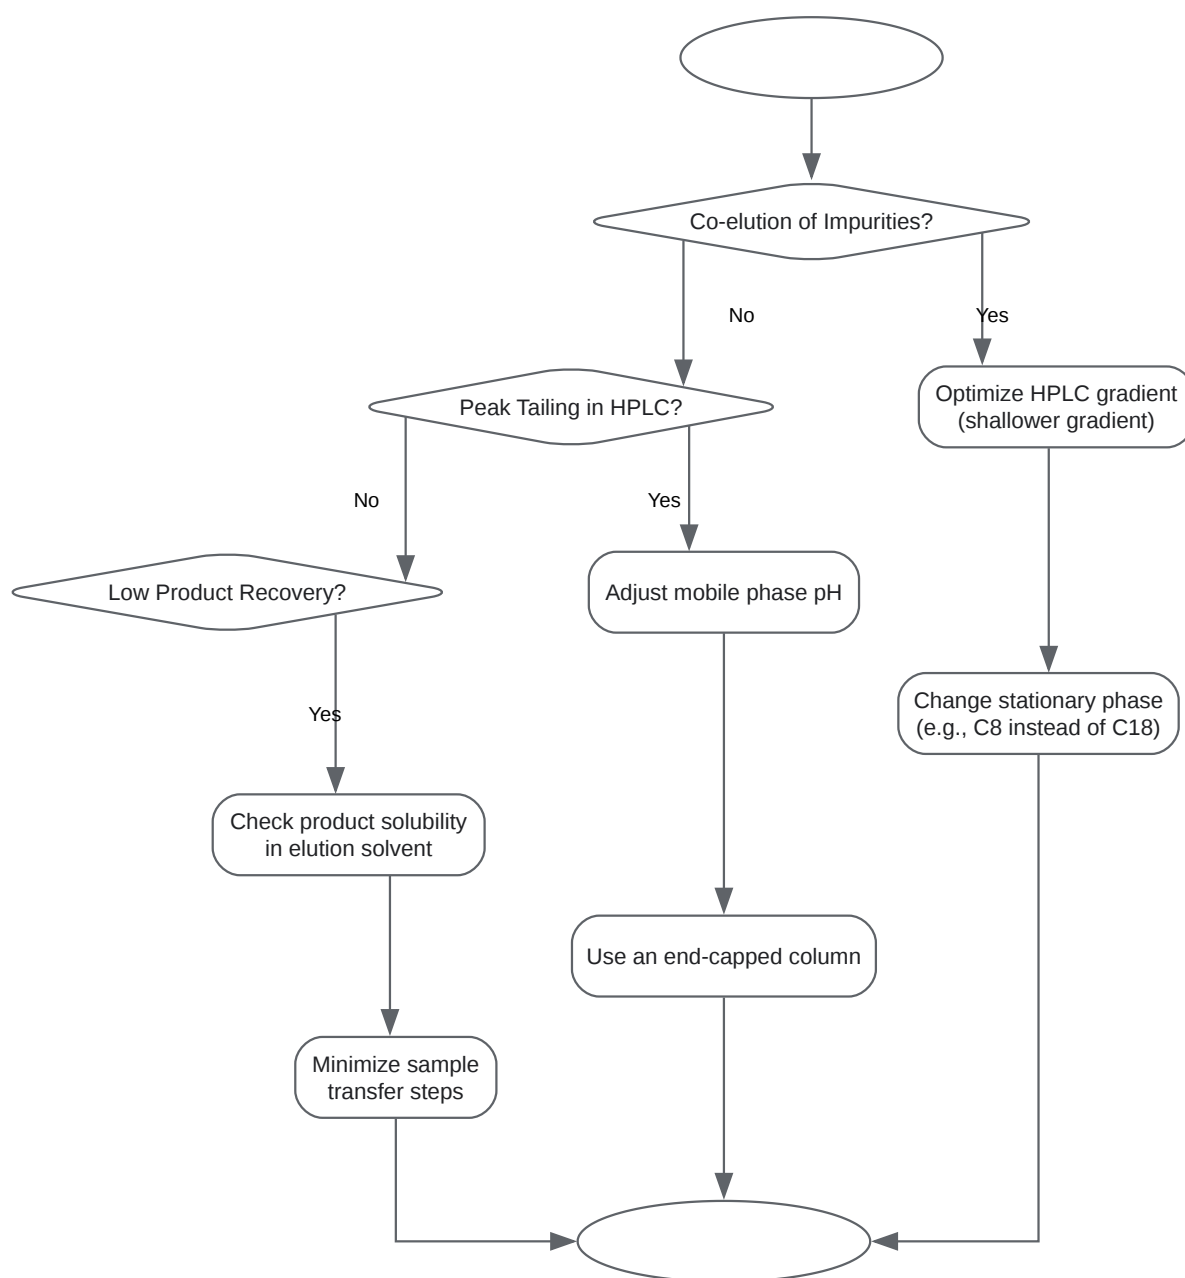 Co-elution of Impurities?
No
Yes
Optimize HPLC gradient
(shallower gradient)
Peak Tailing in HPLC?
No
Yes
Low Product Recovery?
Adjust mobile phase pH
Change stationary phase
(e.g., C8 instead of C18)
Yes
Check product solubility
in elution solvent
Use an end-capped column
Minimize sample
transfer steps